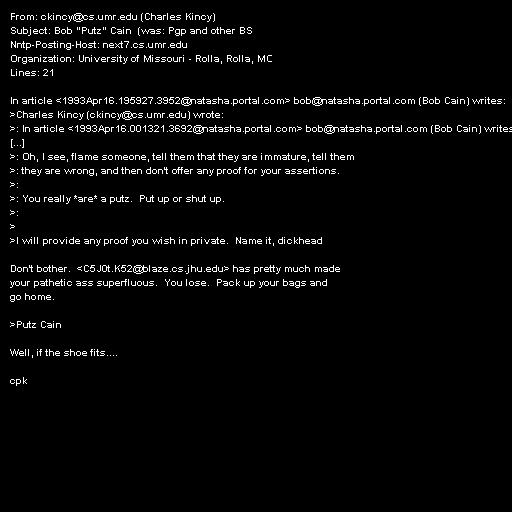 From: ckincy@cs.umr.edu (Charles Kincy)
Subject: Bob "Putz" Cain  (was: Pgp and other BS
Nntp-Posting-Host: next7.cs.umr.edu
Organization: University of Missouri - Rolla, Rolla, MO
Lines: 21

In article <1993Apr16.195927.3952@natasha.portal.com> bob@natasha.portal.com (Bob Cain) writes:
>Charles Kincy (ckincy@cs.umr.edu) wrote:
>: In article <1993Apr16.001321.3692@natasha.portal.com> bob@natasha.portal.com (Bob Cain) writes
[...]
>: Oh, I see, flame someone, tell them that they are immature, tell them
>: they are wrong, and then don't offer any proof for your assertions.
>:
>: You really *are* a putz.  Put up or shut up.
>:
>
>I will provide any proof you wish in private.  Name it, dickhead

Don't bother.  <C5J0t.K52@blaze.cs.jhu.edu> has pretty much made
your pathetic ass superfluous.  You lose.  Pack up your bags and
go home.

>Putz Cain

Well, if the shoe fits....

cpk